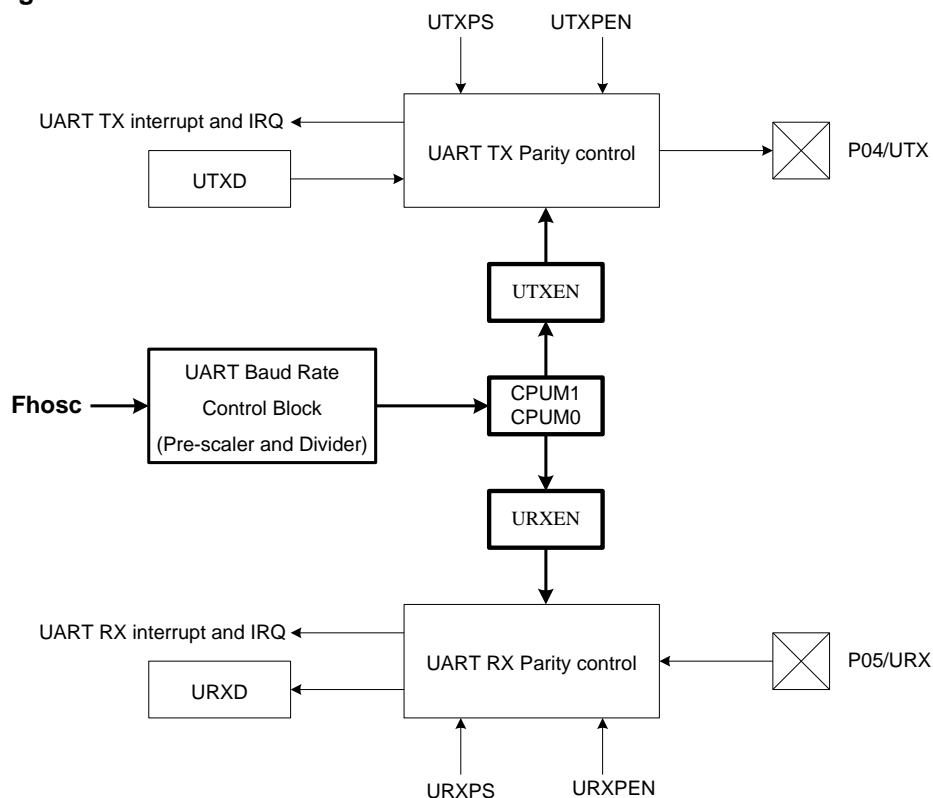 UTXPS UTXPEN
UART TX interrupt and IRQ
UART TX Parity control
P04/UTX
UTXD
UTXEN
UART Baud Rate
Control Block
(Pre-scaler and Divider)
Fhosc
CPUM1
CPUM0
URXEN
UART RX interrupt and IRQ
UART RX Parity control
P05/URX
URXD
URXPS URXPEN